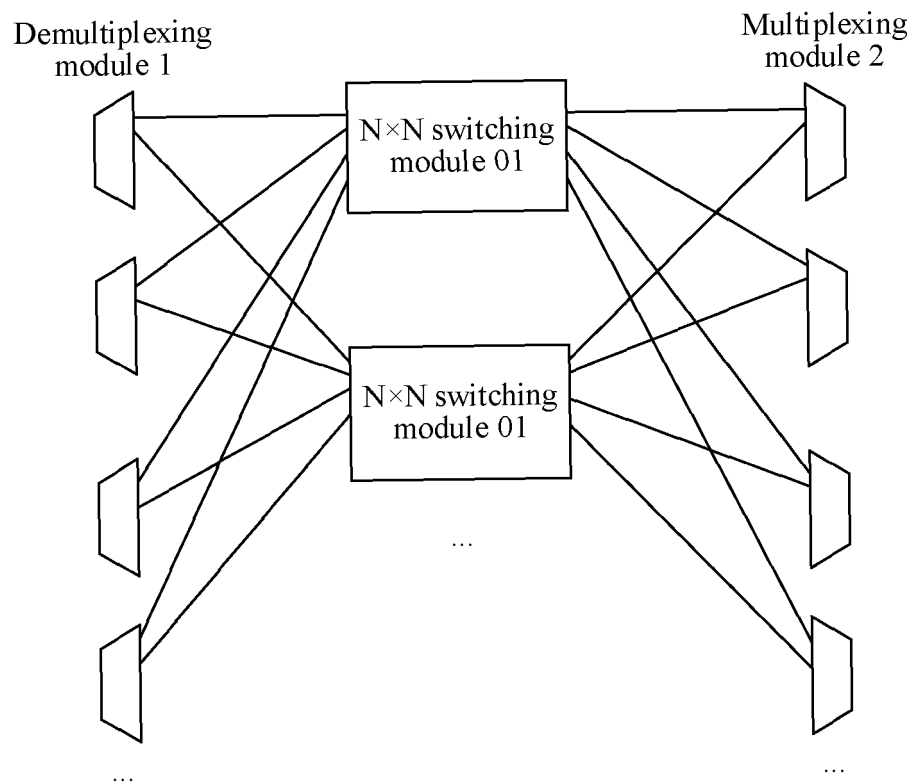 Demultiplexing
module 1
Multiplexing
module 2
N×N switching
module 01
N×N switching
module 01
...
...
...